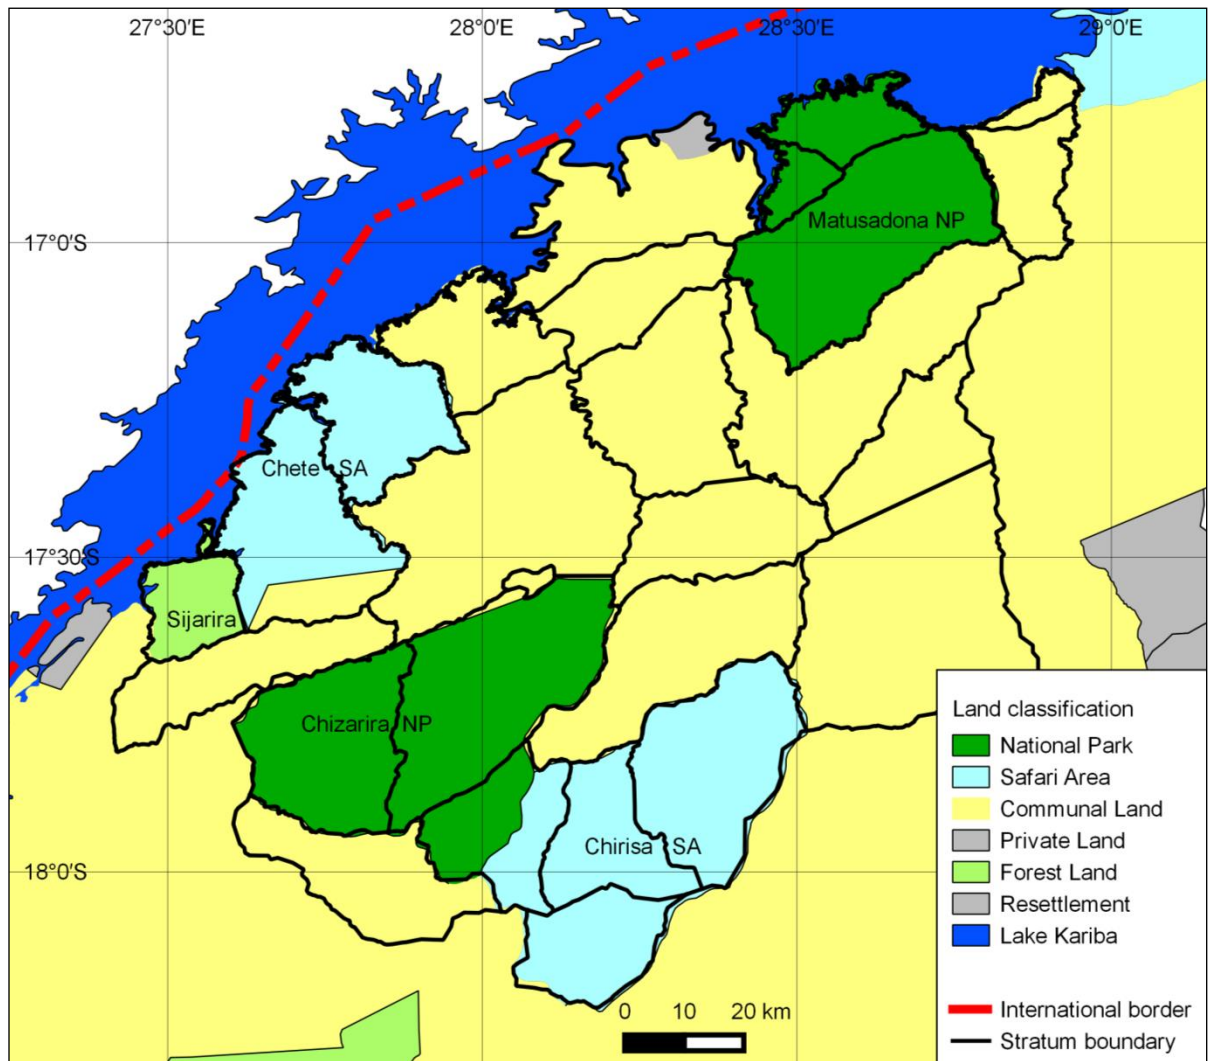 27°30′E 28°0′E 28°30′E 29°0′E
Matusadona NP
17°0′S
Chete SA
17°30′S
Sijarira
Chizarira NP
Chirisa SA
18°0′S
Land classification
National Park
Safari Area
Communal Land
Private Land
Forest Land
Resettlement
Lake Kariba
International border
Stratum boundary
0 10 20 km